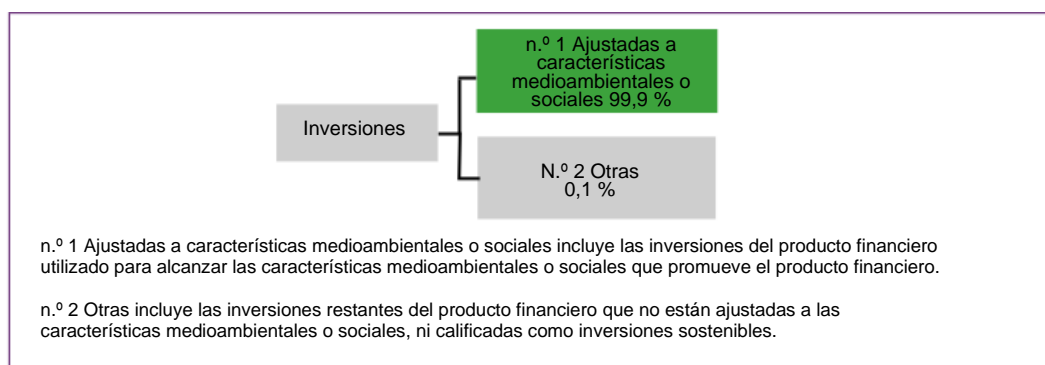 n.º 1 Ajustadas a
características
medioambientales o
sociales 99,9 %
Inversiones
N.º 2 Otras
0,1 %
n.º 1 Ajustadas a características medioambientales o sociales incluye las inversiones del producto financiero
utilizado para alcanzar las características medioambientales o sociales que promueve el producto financiero.
n.º 2 Otras incluye las inversiones restantes del producto financiero que no están ajustadas a las
características medioambientales o sociales, ni calificadas como inversiones sostenibles.